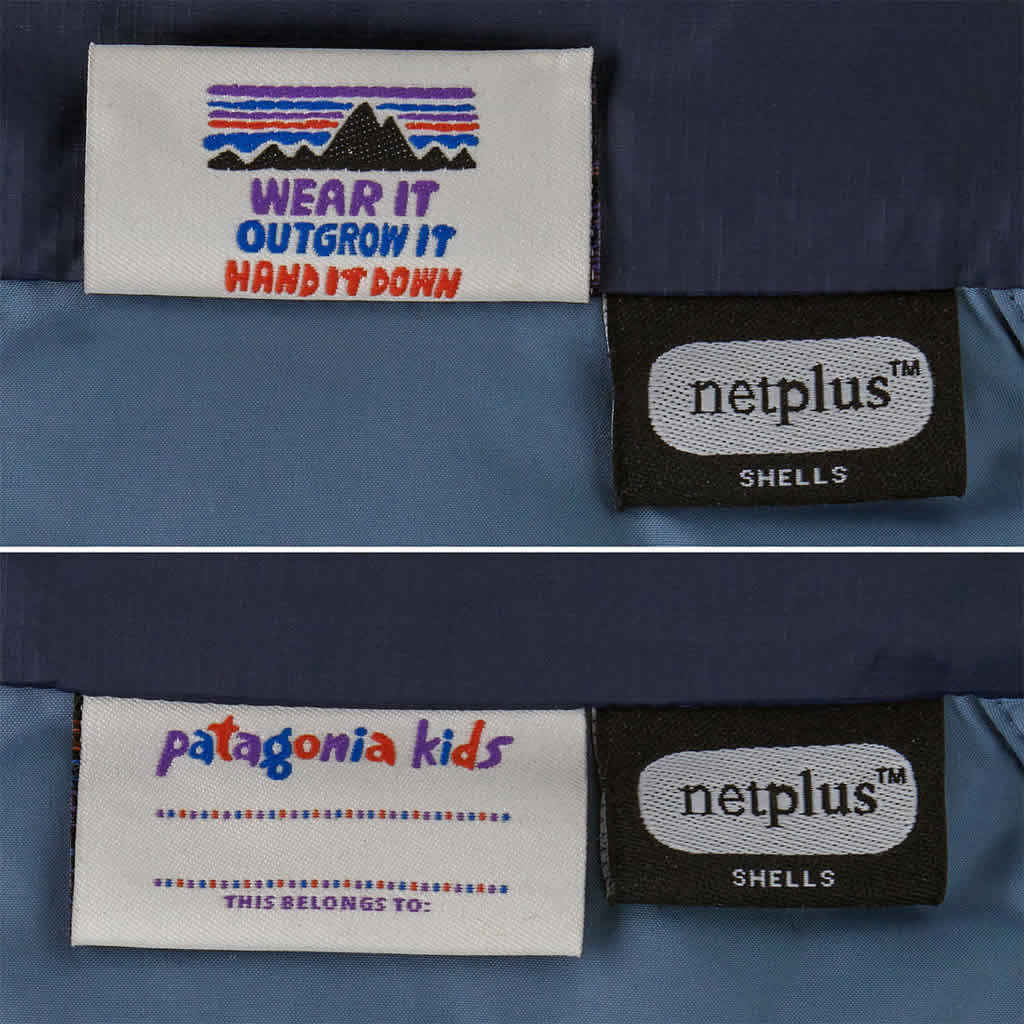 WEAR IT
OUTGROW IT
HAND IT DOWN
netplus™
SHELLS
patagonia kids
THIS BELONGS TO:
netplus™
SHELLS